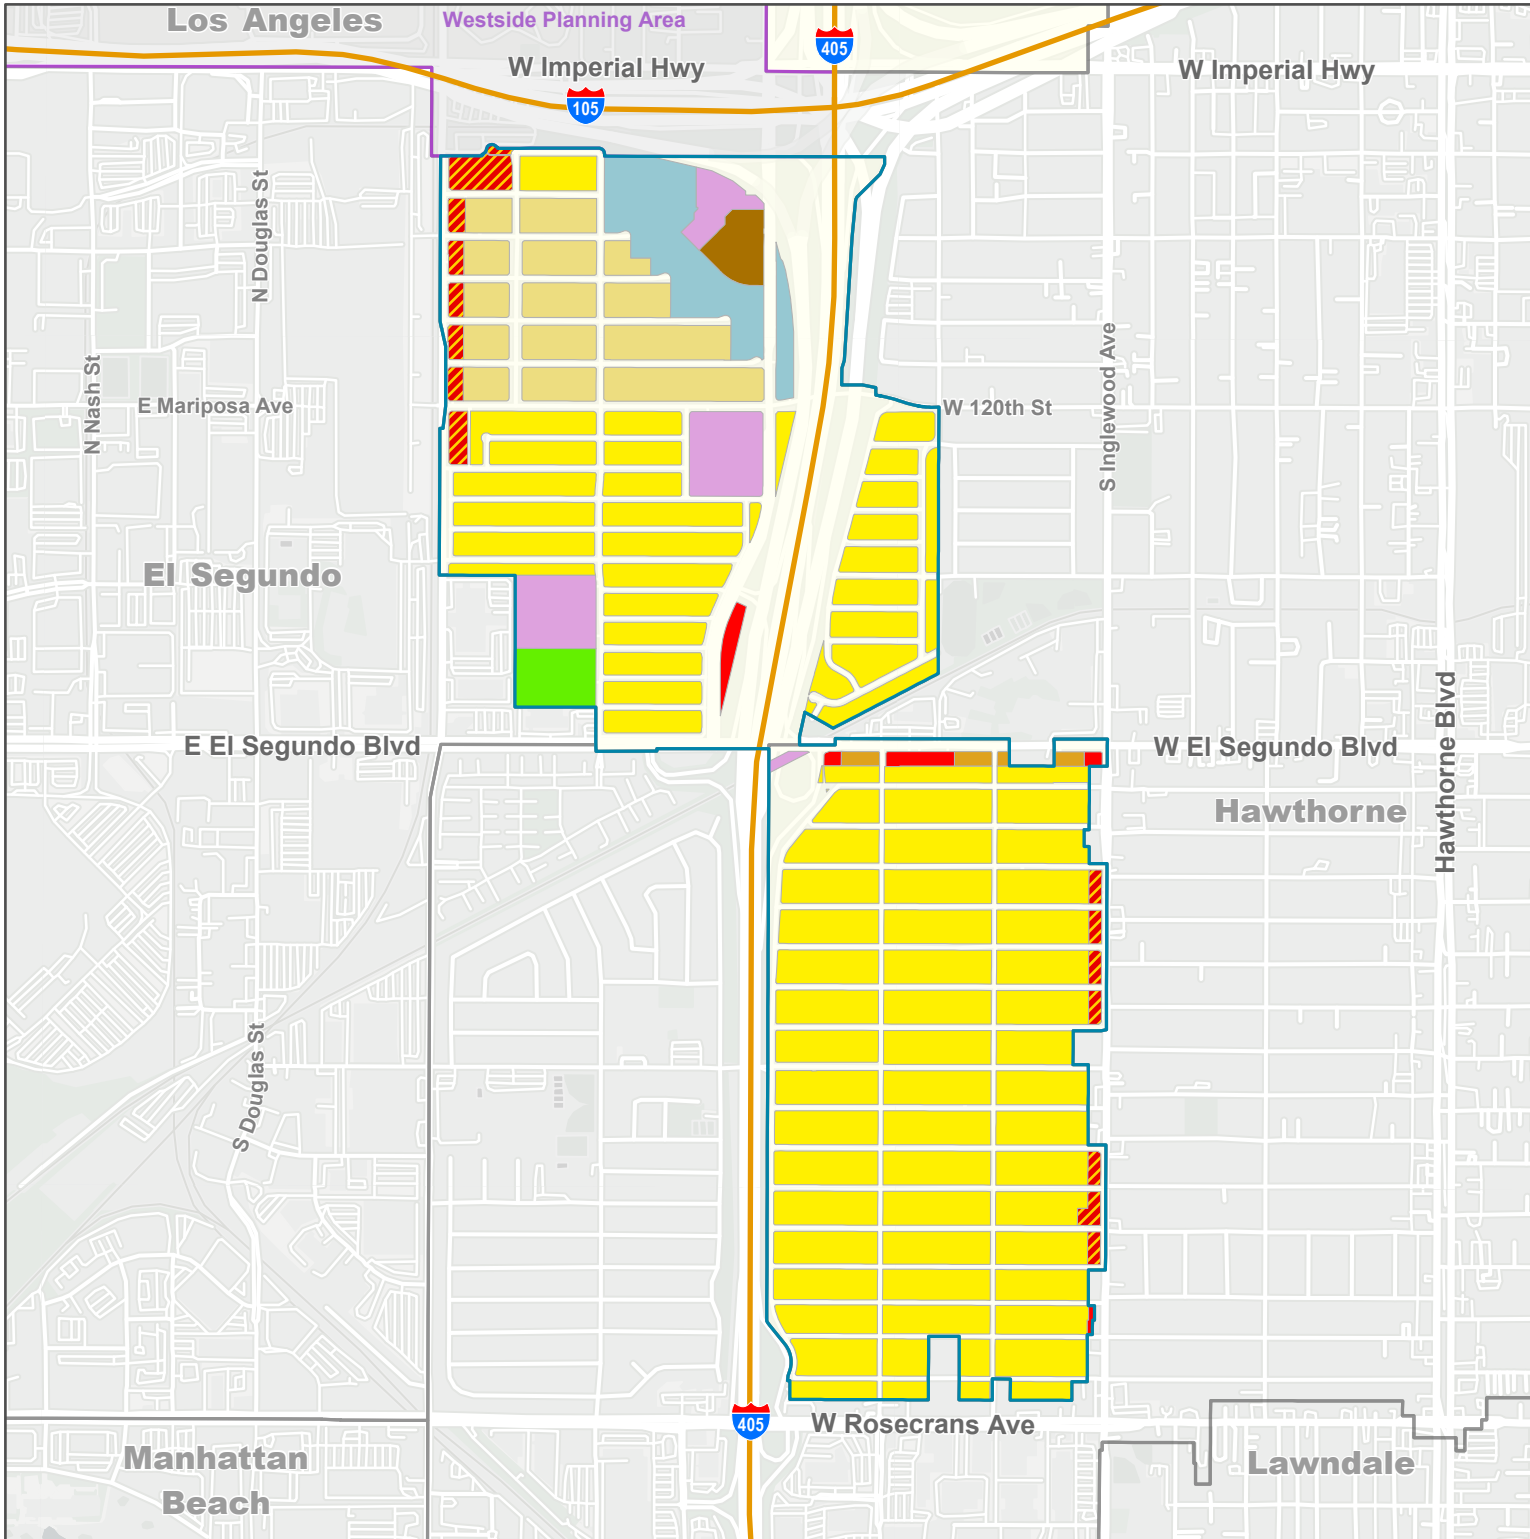 Los Angeles
Westside Planning Area
405
W Imperial Hwy
W Imperial Hwy
105
N Douglas St
N Nash St
E Mariposa Ave
W 120th St
S Inglewood Ave
El Segundo
E El Segundo Blvd
W El Segundo Blvd
Hawthorne Blvd
Hawthorne
S Douglas St
405
W Rosecrans Ave
Manhattan
Beach
Lawndale